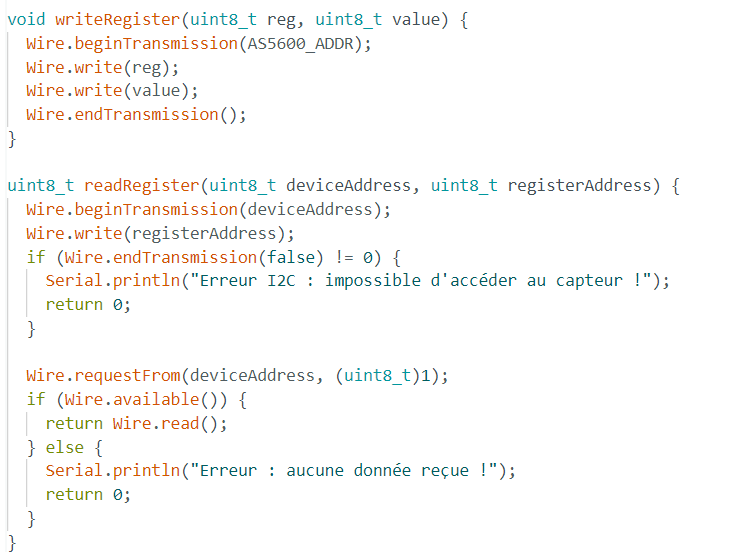 void writeRegister(uint8_t reg, uint8_t value) {
  Wire.beginTransmission(AS5600_ADDR);
  Wire.write(reg);
  Wire.write(value);
  Wire.endTransmission();
}

uint8_t readRegister(uint8_t deviceAddress, uint8_t registerAddress) {
  Wire.beginTransmission(deviceAddress);
  Wire.write(registerAddress);
  if (Wire.endTransmission(false) != 0) {
    Serial.println("Erreur I2C : impossible d'accéder au capteur !");
    return 0;
  }

  Wire.requestFrom(deviceAddress, (uint8_t)1);
  if (Wire.available()) {
    return Wire.read();
  } else {
    Serial.println("Erreur : aucune donnée reçue !");
    return 0;
  }
}